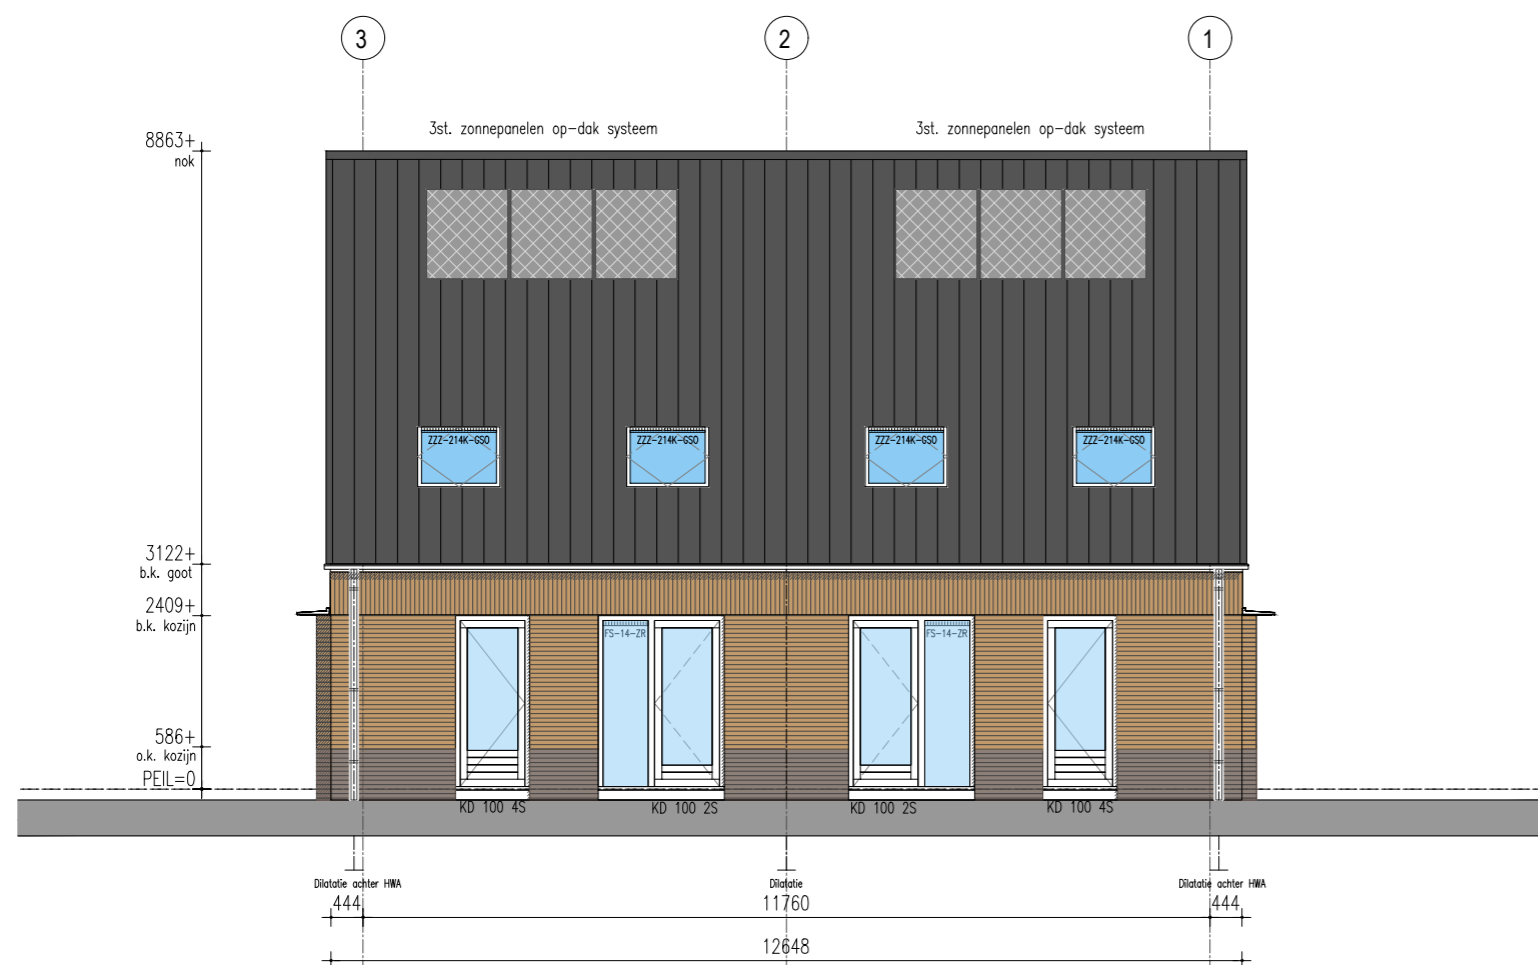 3
2
1
3st. zonnepanelen op-dak systeem
3st. zonnepanelen op-dak systeem
8863+
nok
ZZZ-214K-GSO
ZZZ-214K-GSO
ZZZ-214K-GSO
ZZZ-214K-GSO
3122+
b.k. goot
2409+
b.k. kozijn
FS-14-ZR
FS-14-ZR
586+
o.k. kozijn
PEIL=0
KD 100 4S
KD 100 2S
KD 100 2S
KD 100 4S
Dilatatie achter HWA
Dilatatie
Dilatatie achter HWA
444
11760
444
12648